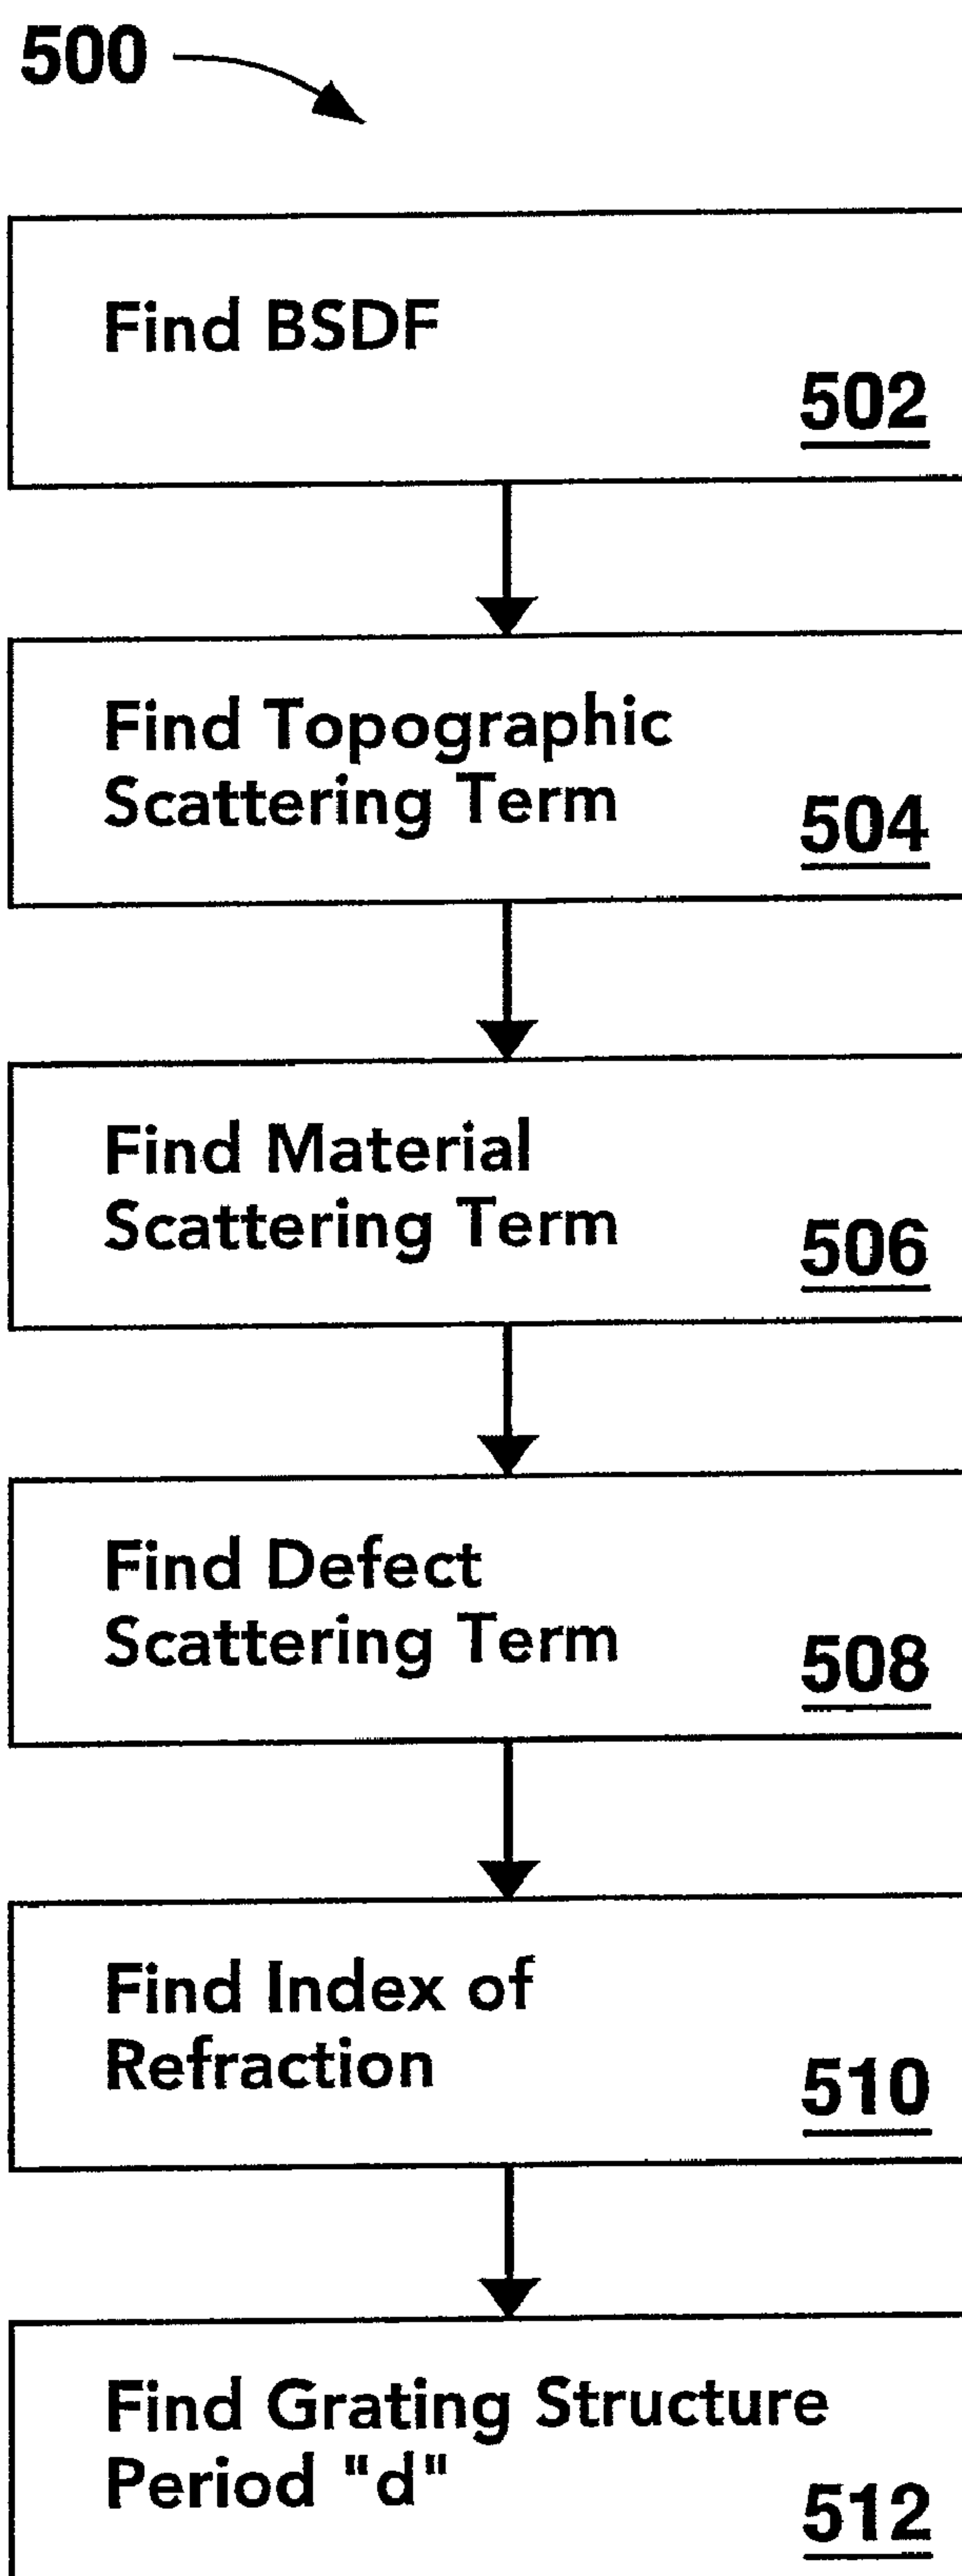 500
Find BSDF
502
Find Topographic
Scattering Term
504
Find Material
Scattering Term
506
Find Defect
Scattering Term
508
Find Index of
Refraction
510
Find Grating Structure
Period "d"
512